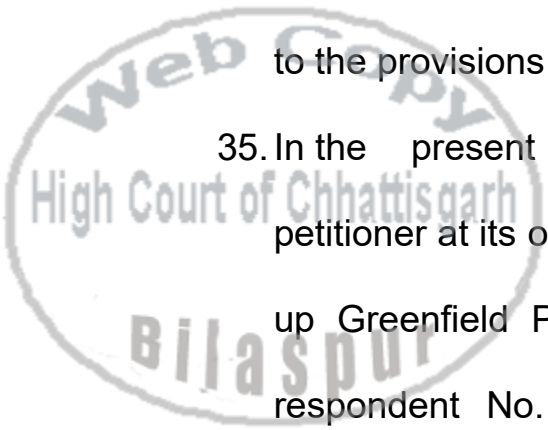 Web Copy
High Court of Chhattisgarh
Bilaspur
to the provisions
35. In the present
petitioner at its o
up Greenfield P
respondent No.